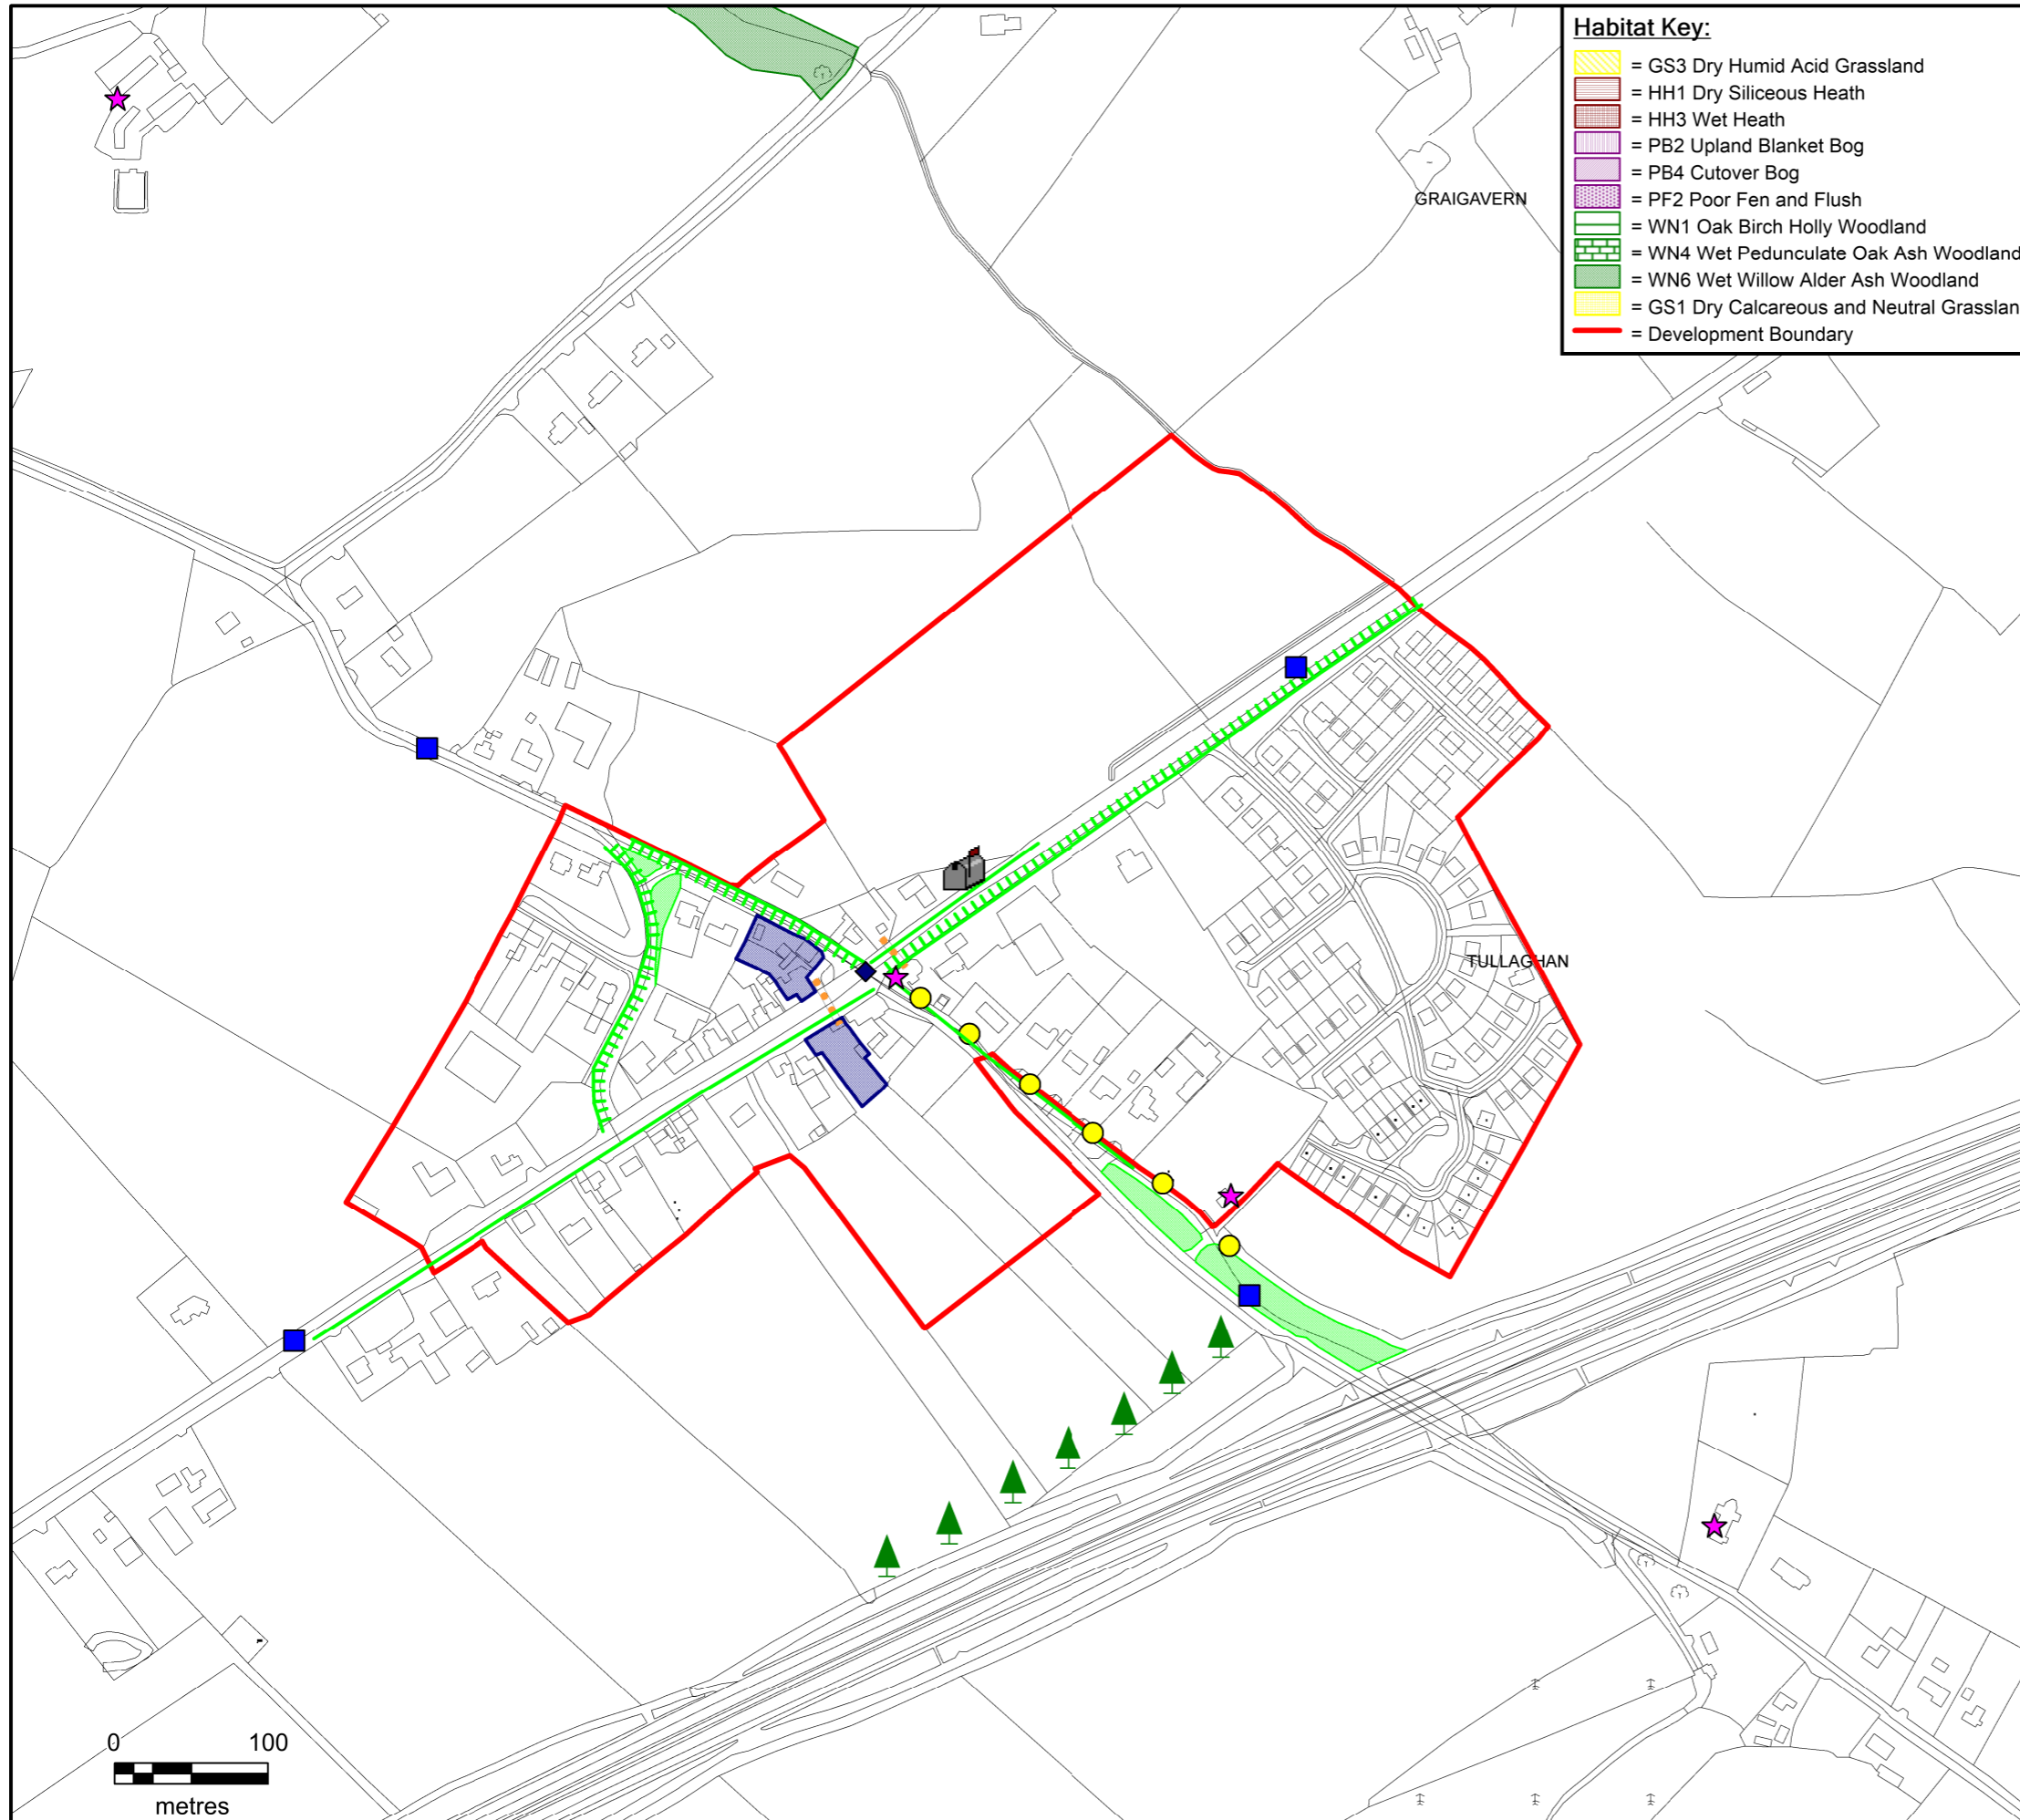 Habitat Key:
= GS3 Dry Humid Acid Grassland
= HH1 Dry Siliceous Heath
= HH3 Wet Heath
= PB2 Upland Blanket Bog
= PB4 Cutover Bog
= PF2 Poor Fen and Flush
= WN1 Oak Birch Holly Woodland
= WN4 Wet Pedunculate Oak Ash Woodland
= WN6 Wet Willow Alder Ash Woodland
= GS1 Dry Calcareous and Neutral Grasslan
= Development Boundary
GRAIGAVERN
TULLAGHAN
0 100
metres